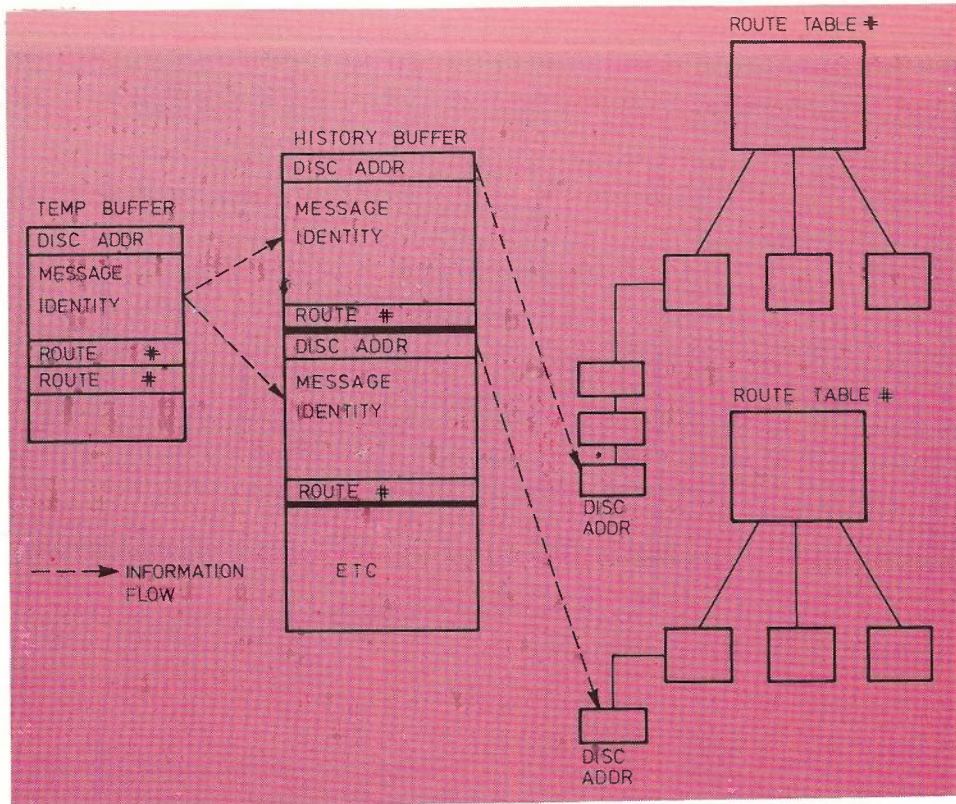 ROUTE TABLE #
HISTORY BUFFER
DISC ADDR
MESSAGE
IDENTITY
ROUTE #
DISC ADDR
MESSAGE
IDENTITY
ROUTE #
ETC
TEMP BUFFER
DISC ADDR
MESSAGE
IDENTITY
ROUTE #
ROUTE #
DISC
ADDR
ROUTE TABLE #
DISC
ADDR
INFORMATION
FLOW